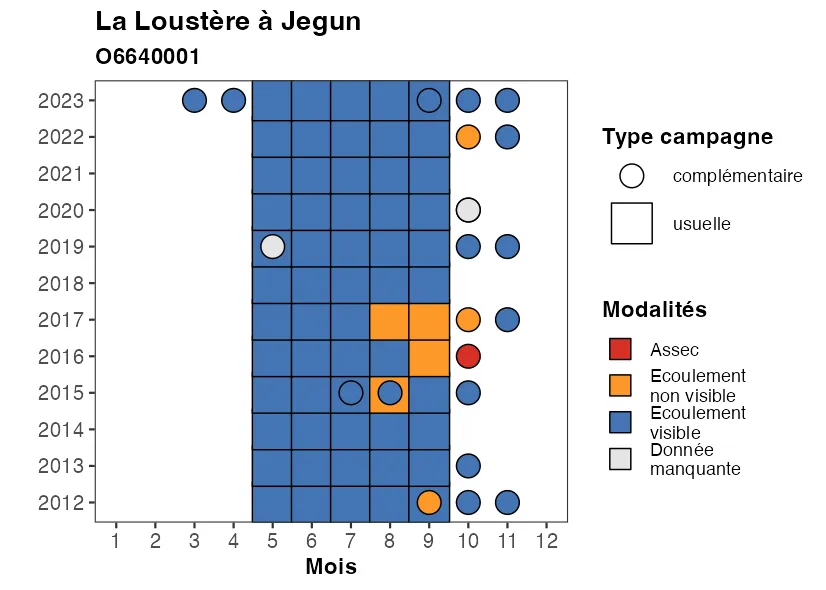 La Loustère à Jegun
O6640001
2023
2022
2021
2020
2019
2018
2017
2016
2015
2014
2013
2012
1 2 3 4 5 6 7 8 9 10 11 12
Mois
Type campagne
complémentaire
usuelle
Modalités
Assec
Ecoulement
non visible
Ecoulement
visible
Donnée
manquante